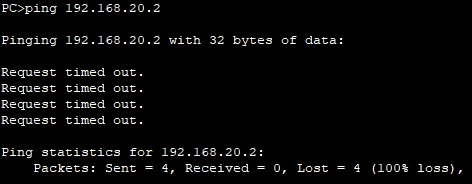 PC>ping 192.168.20.2
Pinging 192.168.20.2 with 32 bytes of data:
Request timed out.
Request timed out.
Request timed out.
Request timed out.
Ping statistics for 192.168.20.2:
Packets: Sent = 4, Received = 0, Lost = 4 (100% loss),